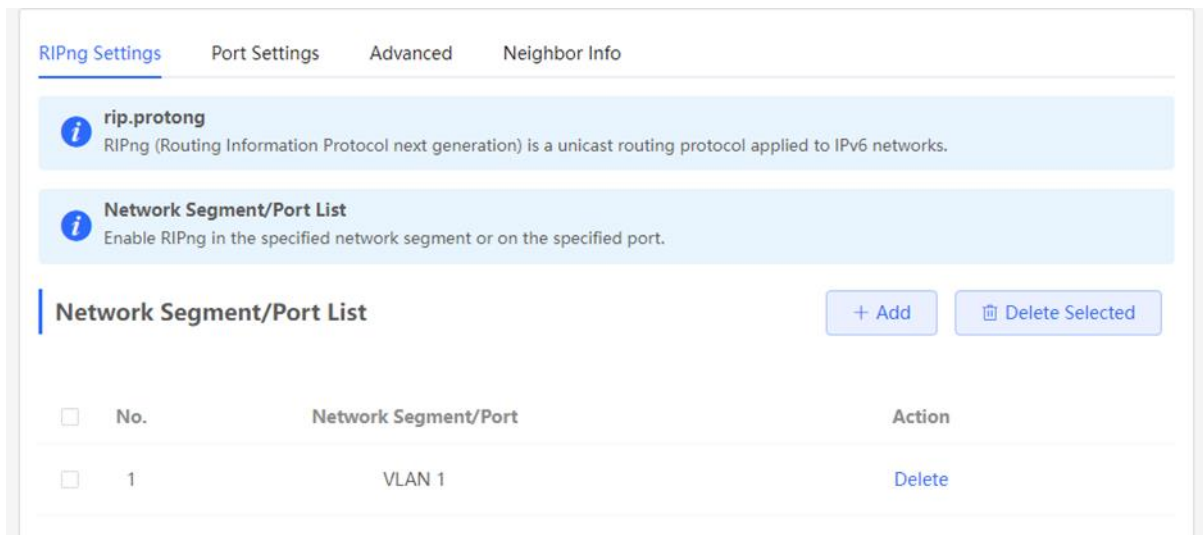 RIPng Settings Port Settings Advanced Neighbor Info
rip.protong
RIPng (Routing Information Protocol next generation) is a unicast routing protocol applied to IPv6 networks.
Network Segment/Port List
Enable RIPng in the specified network segment or on the specified port.
Network Segment/Port List + Add Delete Selected
No. Network Segment/Port Action
1 VLAN 1 Delete